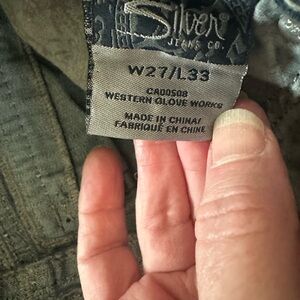 Silver
JEANS CO.
W27/L33
CA00508
WESTERN GLOVE WORKS
MADE IN CHINA/
FABRIQUÉ EN CHINE